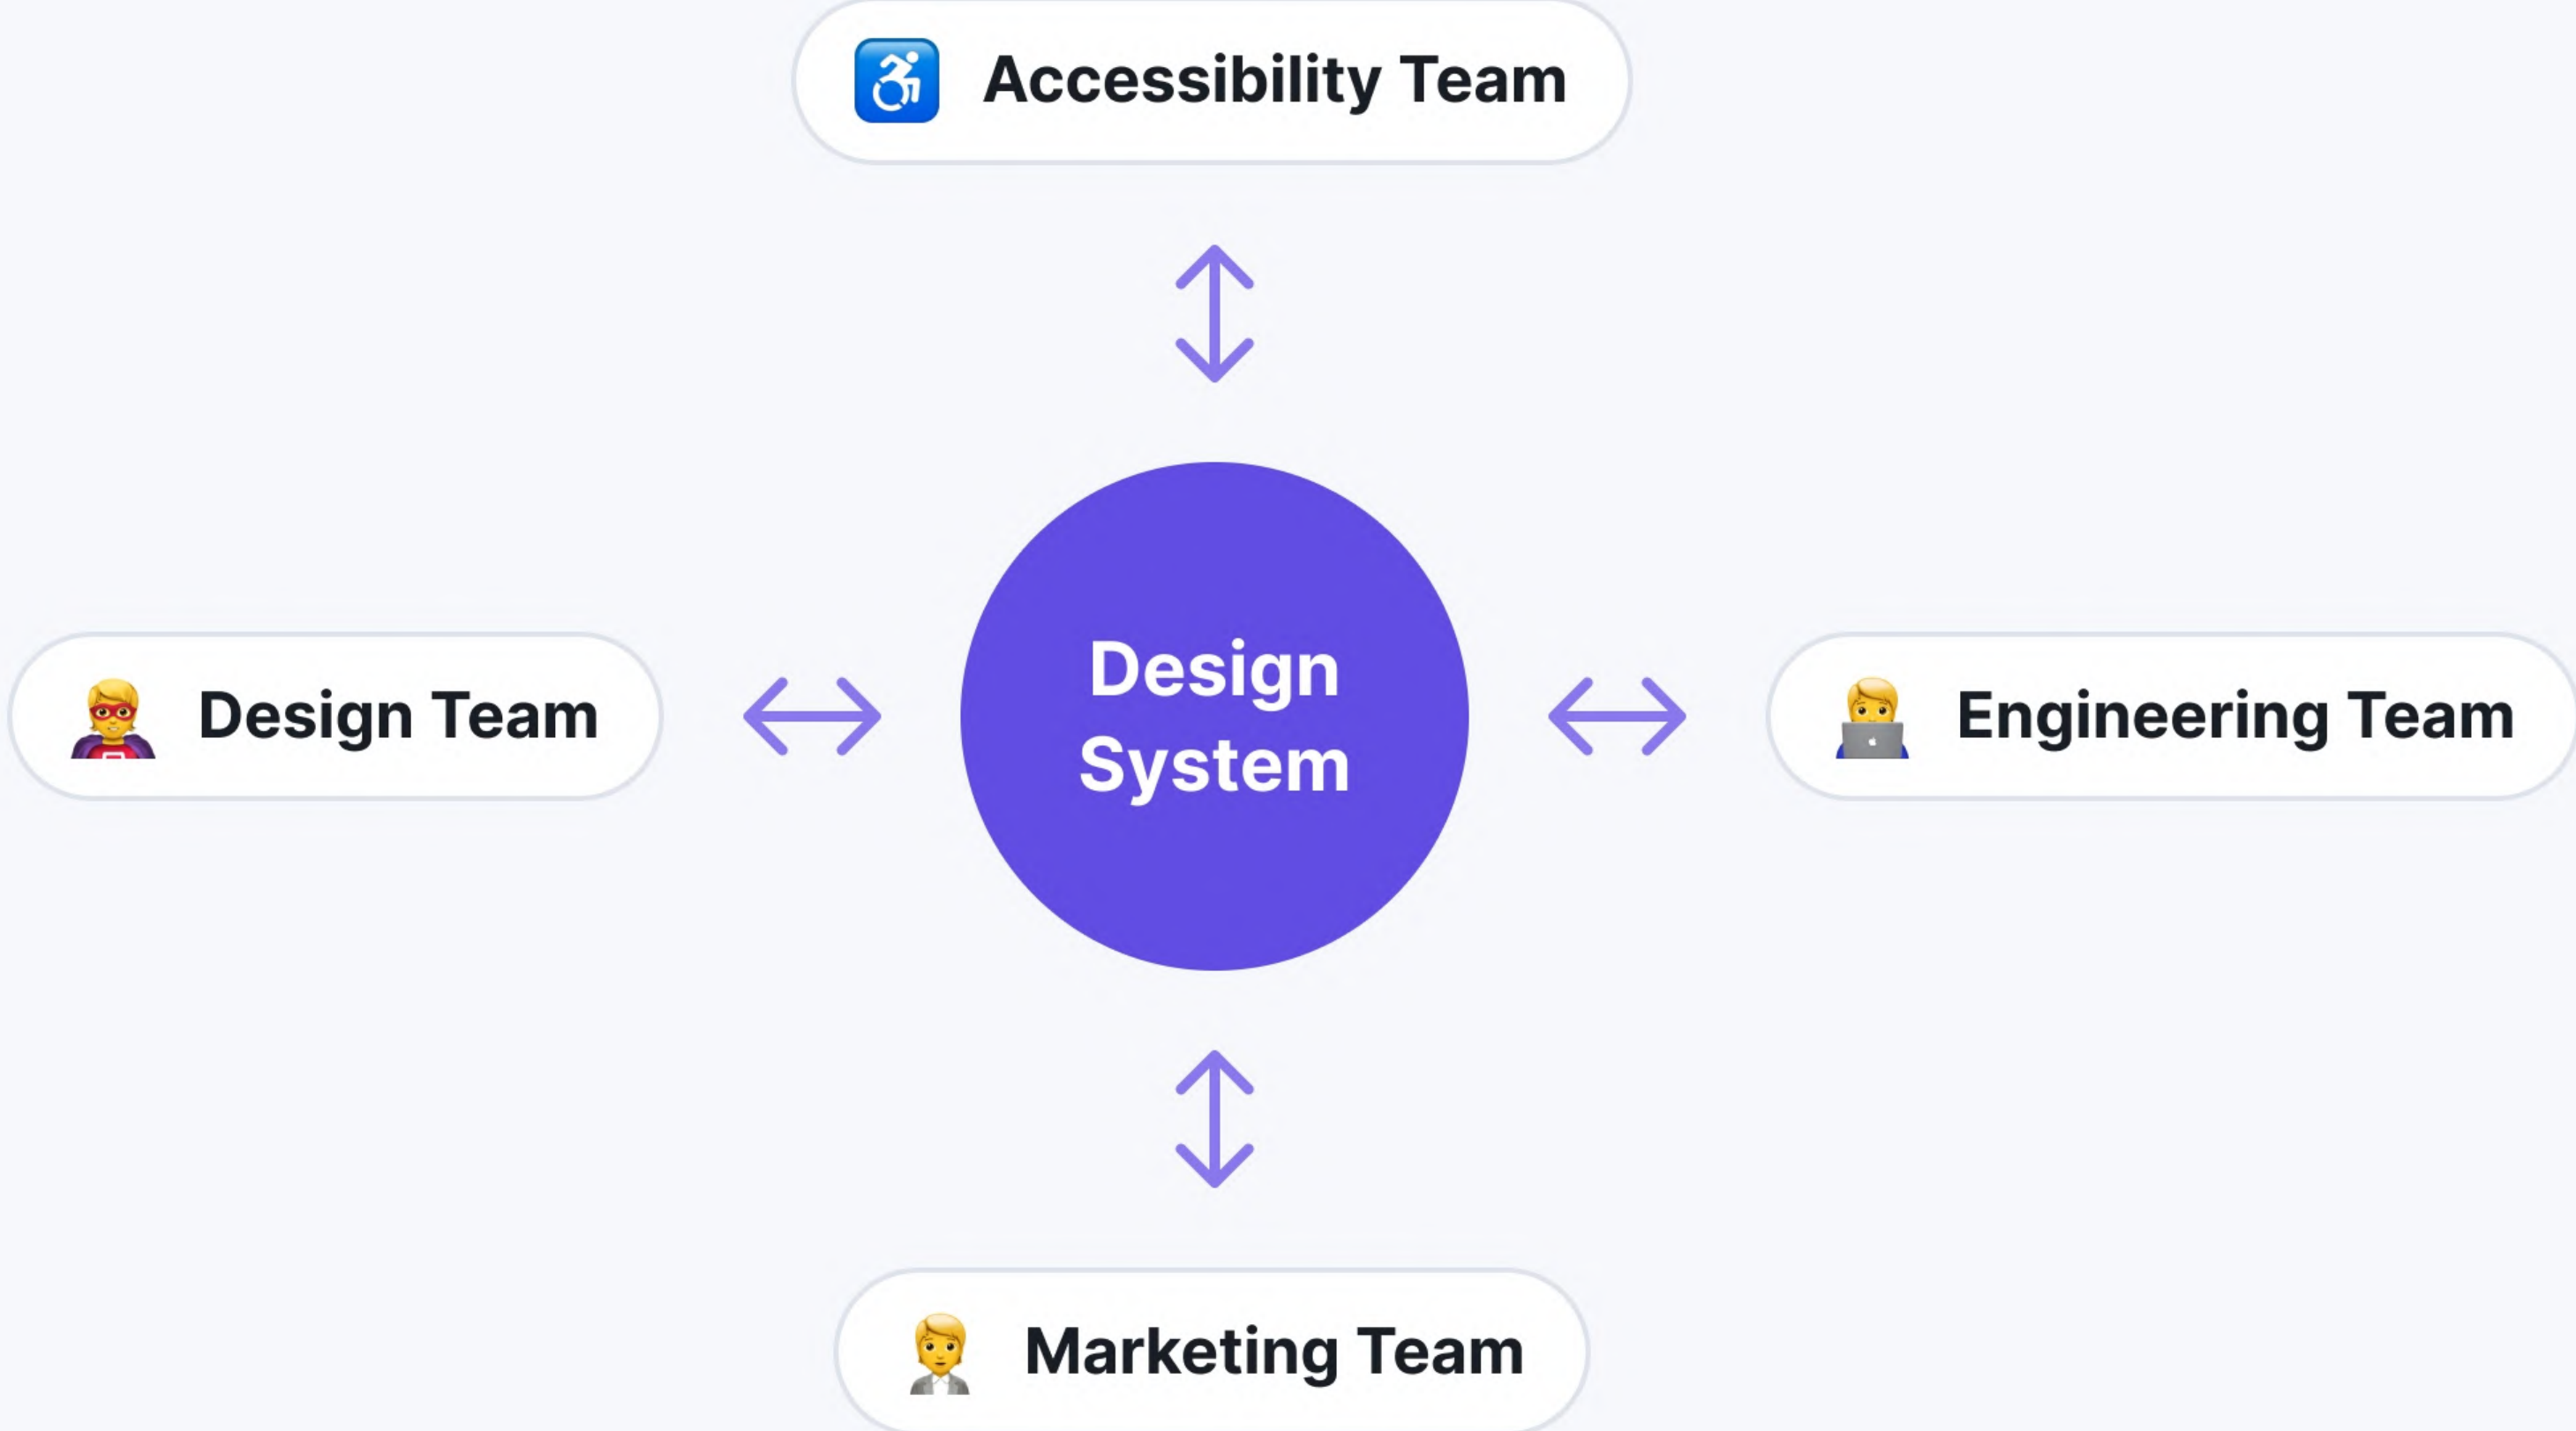 Accessibility Team
Design Team
Design
System
Engineering Team
Marketing Team